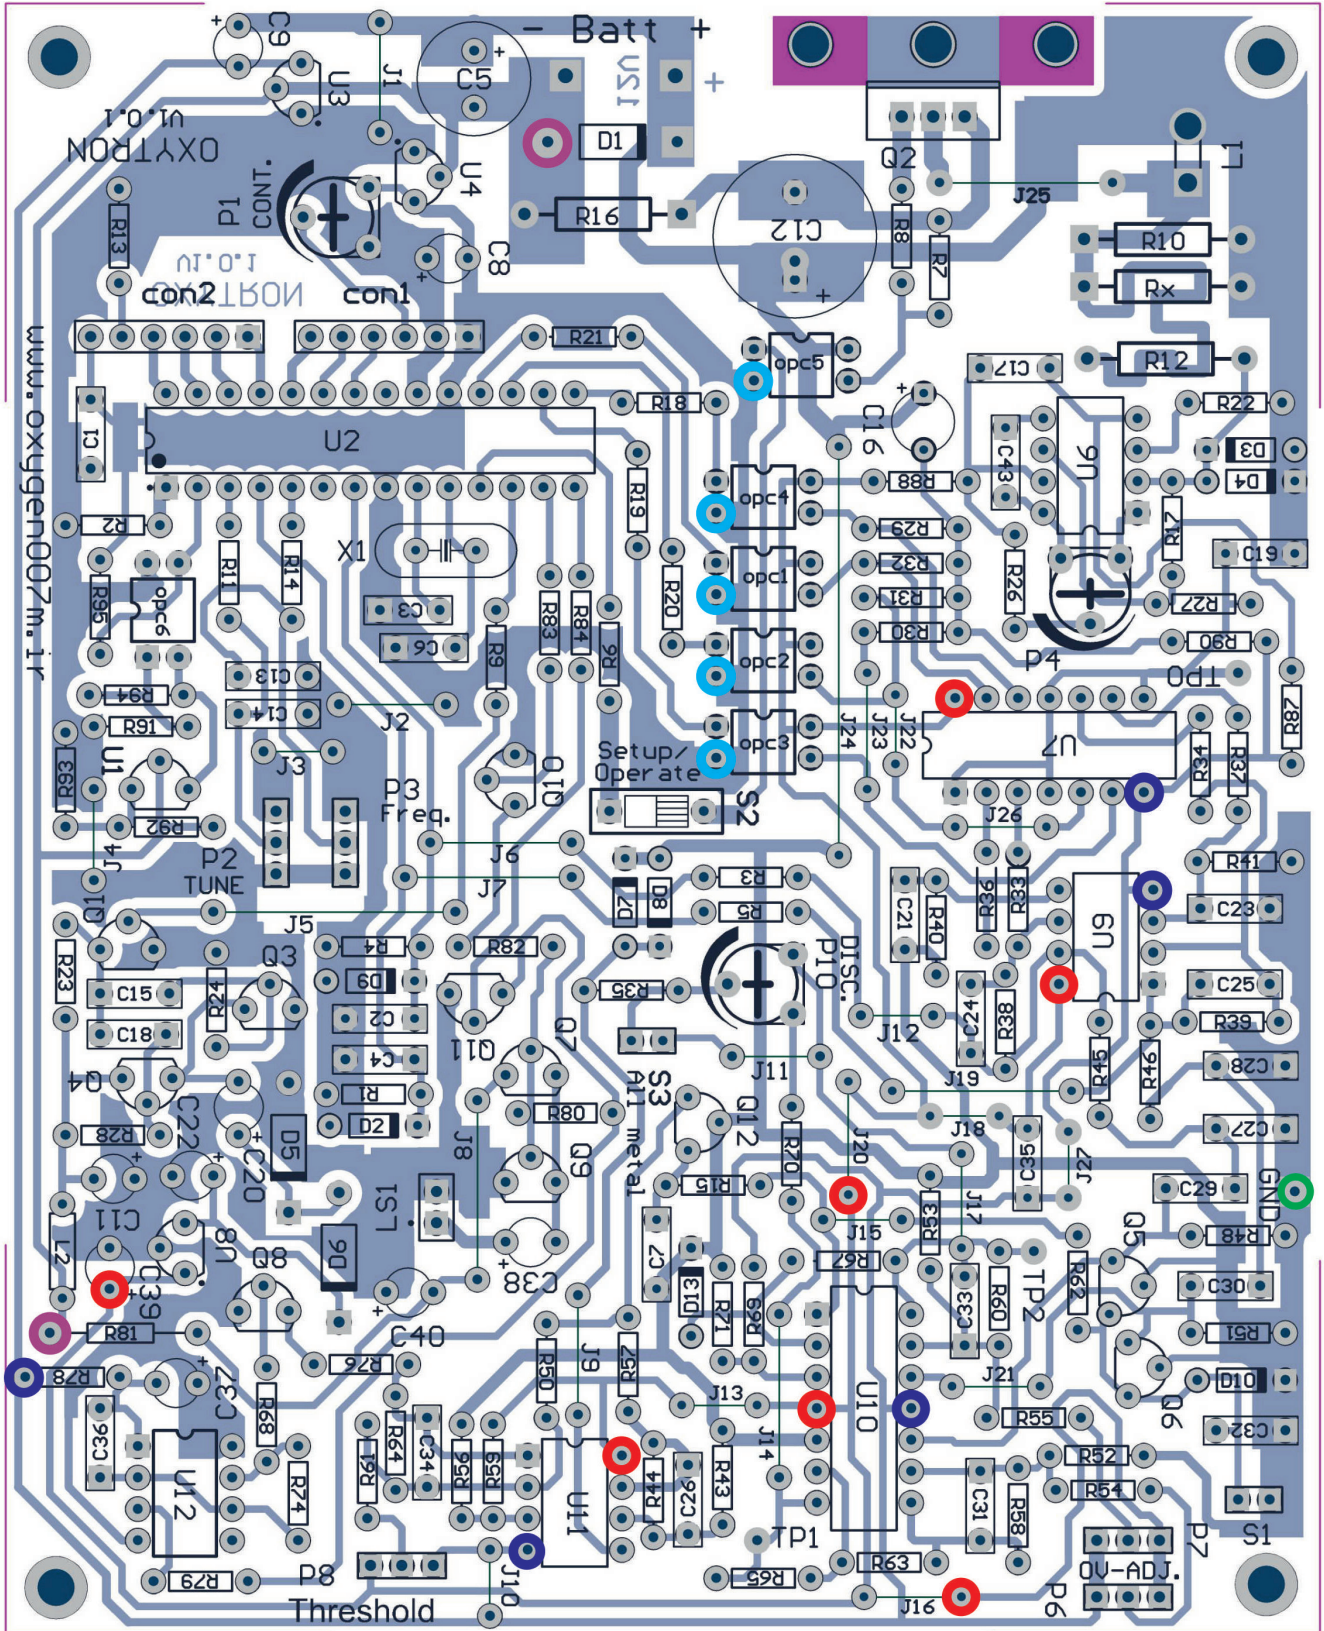 C9
- Batt +
J1
C5
12V
+
U3
V1.0.1
OXYTRON
D1
Q2
L1
U4
P1
CONT.
R13
R16
C12
R8
R7
J25
R10
C8
V1.0.1
OXYTRON
con2
con1
Rx
R21
opc5
R12
C17
www.oxygen007m.ir
C1
U2
R18
C16
R22
U6
D3
D4
C43
opc4
R88
R19
R2
R17
R29
X1
R11
R14
opc1
R32
C19
R95
opc6
R20
R26
C3
R83
R84
R31
R27
C6
R9
R6
opc2
R30
R90
P4
C13
TP0
R94
C14
J2
R87
R91
J24
J23
J22
U7
opc3
U1
R93
J3
Setup/
Operate
Q10
R34
R37
P3
Freq.
S2
R92
J4
J26
J6
P2
TUNE
J7
R41
D7
D8
R3
R36
R33
C21
R40
U9
Q1
J5
R5
C23
R23
R4
R82
P10
DISC.
Q3
R24
D9
C15
R35
C24
R38
C25
C2
C18
Q11
Q7
J12
R39
S3
All metal
R45
R46
Q4
C4
J11
C28
R1
J19
C22
R80
Q12
J18
R28
D2
J8
R70
J20
C35
J27
C27
C20
D5
Q9
C11
LS1
R15
R53
J17
C29
GND
L2
U8
C7
J15
R48
C39
Q8
D6
C38
D13
R67
C33
R60
TP2
R62
Q5
C30
R71
R69
R81
C40
R51
R78
R76
R50
J9
R57
J21
C37
D10
J13
U10
Q6
C36
R68
R55
C32
R61
R64
C34
R56
R59
J14
R52
U12
R74
U11
R44
C26
R43
C31
R58
R54
TP1
P7
S1
R79
P8
J10
R65
R63
OV-ADJ.
J16
P6
Threshold